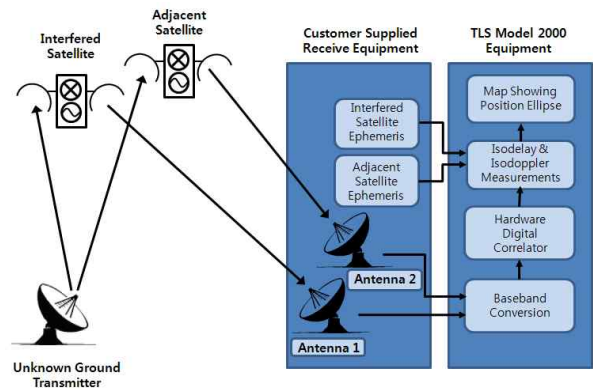 Interfered
Satellite
Adjacent
Satellite
Customer Supplied
Receive Equipment
TLS Model 2000
Equipment
Interfered
Satellite
Ephemeris
Adjacent
Satellite
Ephemeris
Map Showing
Position Ellipse
Isodelay &
Isodoppler
Measurements
Hardware
Digital
Correlator
Baseband
Conversion
Antenna 2
Antenna 1
Unknown Ground
Transmitter